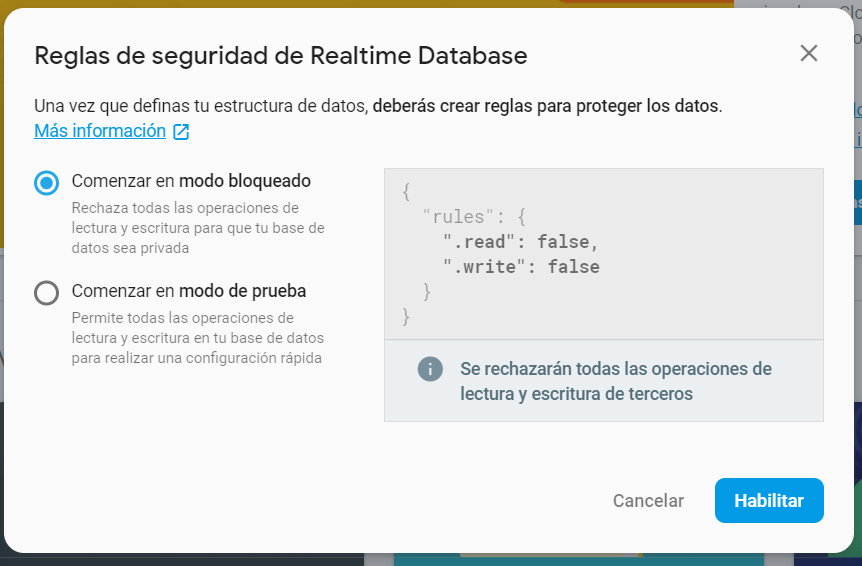 Reglas de seguridad de Realtime Database
Una vez que definas tu estructura de datos, deberás crear reglas para proteger los datos.
Más información
Comenzar en modo bloqueado
Rechaza todas las operaciones de
lectura y escritura para que tu base de
datos sea privada
Comenzar en modo de prueba
Permite todas las operaciones de
lectura y escritura en tu base de datos
para realizar una configuración rápida
{
"rules": {
".read": false,
".write": false
}
}
Se rechazarán todas las operaciones de
lectura y escritura de terceros
Cancelar
Habilitar